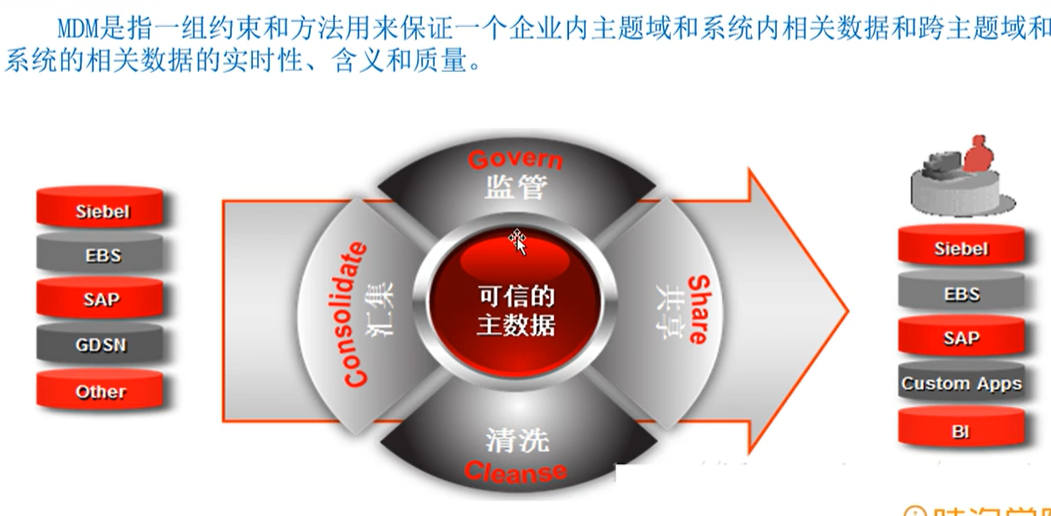 MDM是指一组约束和方法用来保证一个企业内主题域和系统内相关数据和跨主题域和
系统的相关数据的实时性、含义和质量。
Siebel
EBS
SAP
GDSN
Other
Govern
监管
Consolidate
汇集
可信的
主数据
共享
Share
清洗
Cleanse
Siebel
EBS
SAP
Custom Apps
BI